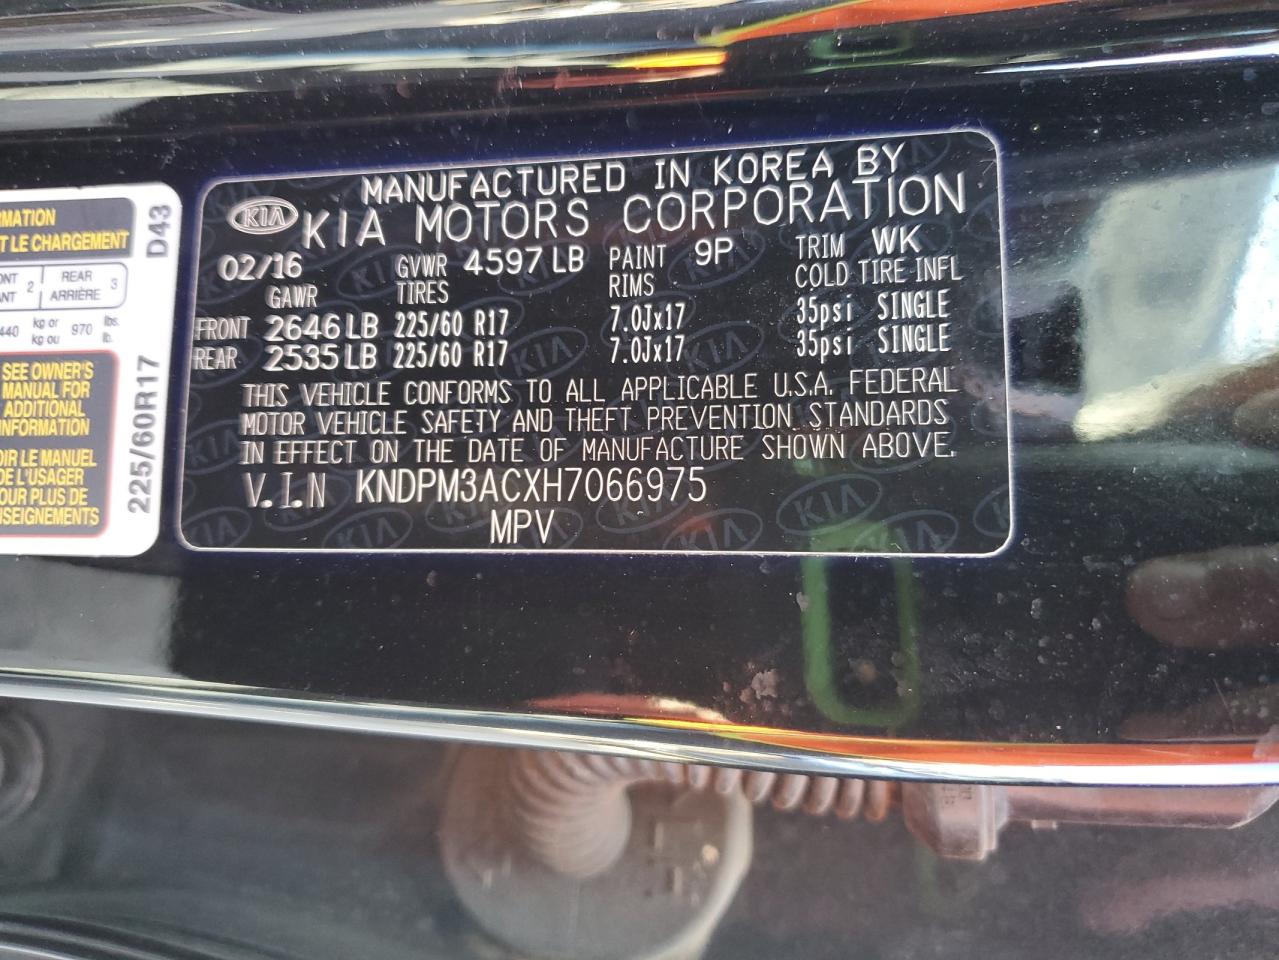 RMATION
T LE CHARGEMENT
2
REAR
ARRIÈRE
3
440
kg or
kg ou
970
lbs.
lb.
SEE OWNER'S
MANUAL FOR
ADDITIONAL
INFORMATION
OIR LE MANUEL
DE L'USAGER
POUR PLUS DE
NSEIGNEMENTS
D43
225/60R17
MANUFACTURED IN KOREA BY
KIA KIA MOTORS CORPORATION
02/16 GVWR 4597 LB PAINT 9P TRIM WK
GAWR TIRES RIMS COLD TIRE INFL
FRONT 2646 LB 225/60 R17 7.0Jx17 35psi SINGLE
REAR 2535 LB 225/60 R17 7.0Jx17 35psi SINGLE
THIS VEHICLE CONFORMS TO ALL APPLICABLE U.S.A. FEDERAL
MOTOR VEHICLE SAFETY AND THEFT PREVENTION STANDARDS
IN EFFECT ON THE DATE OF MANUFACTURE SHOWN ABOVE.
V.I.N KNDPM3ACXH7066975
MPV